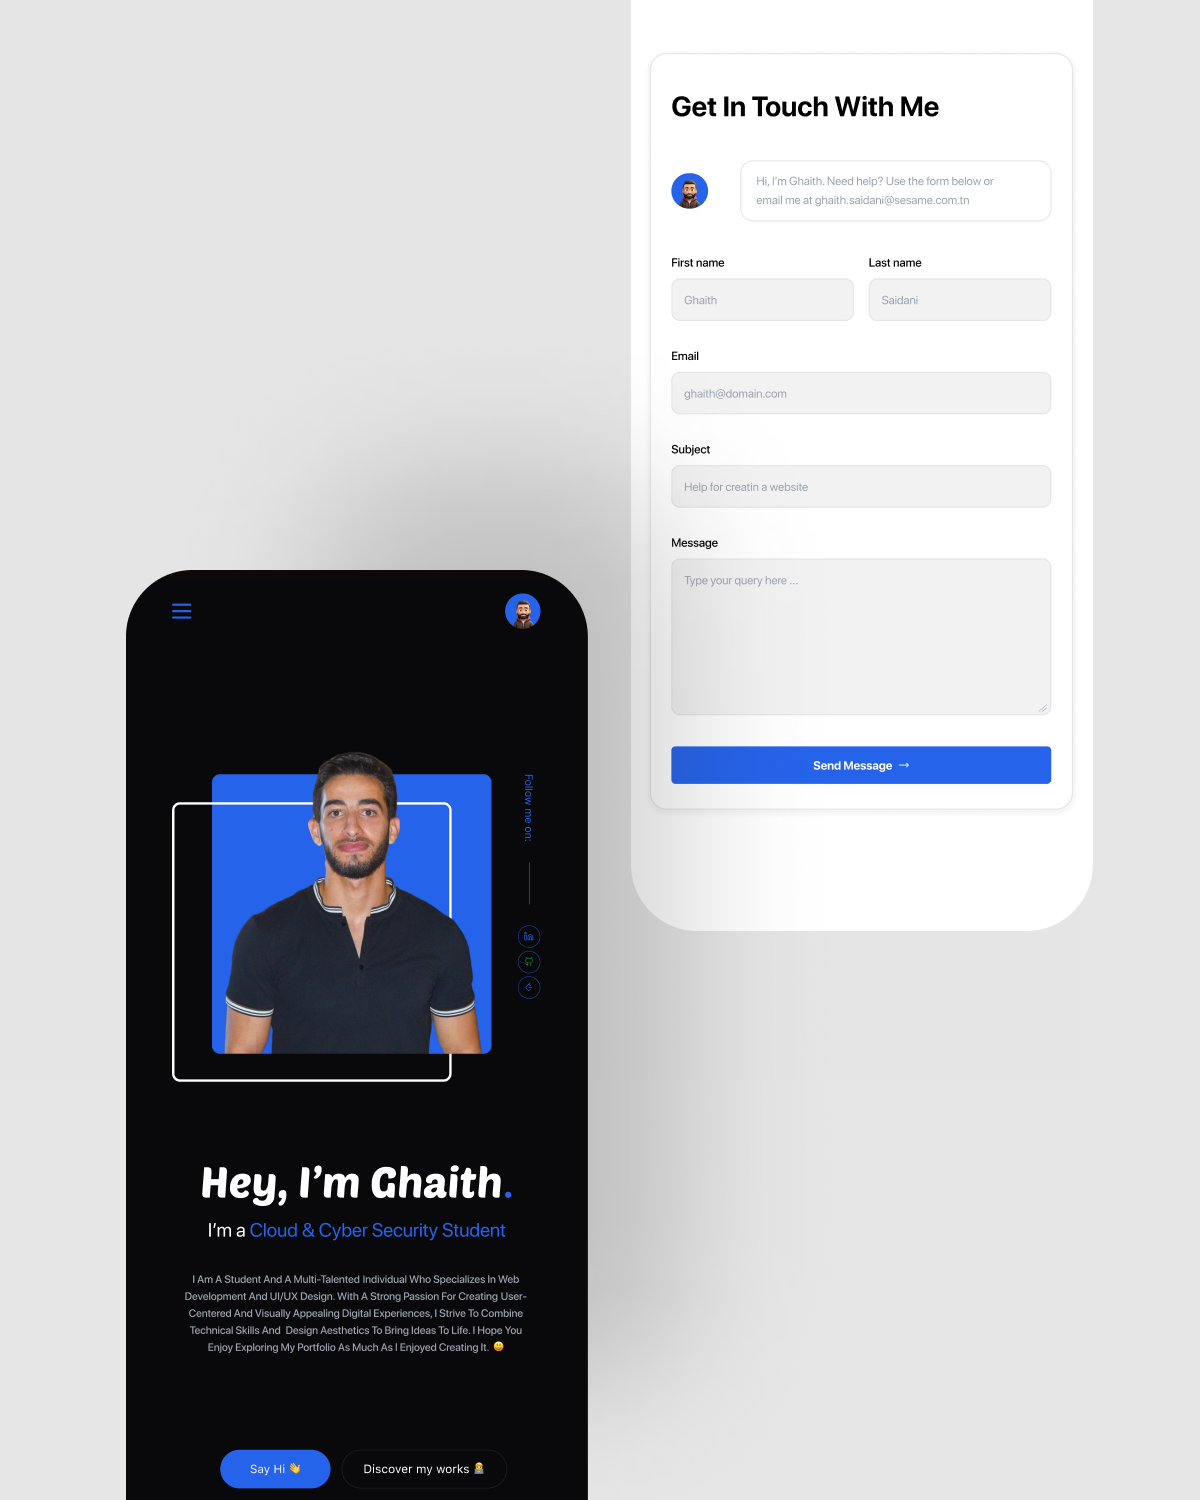 Get In Touch With Me
Hi, I'm Ghaith. Need help? Use the form below or
email me at ghaith.saidani@sesame.com.tn
First name
Last name
Ghaith
Saidani
Email
ghaith@domain.com
Subject
Help for creatin a website
Message
Type your query here ...
Send Message →
Follow me on:
Hey, I'm Ghaith.
I'm a Cloud & Cyber Security Student
I Am A Student And A Multi-Talented Individual Who Specializes In Web
Development And UI/UX Design. With A Strong Passion For Creating User-
Centered And Visually Appealing Digital Experiences, I Strive To Combine
Technical Skills And Design Aesthetics To Bring Ideas To Life. I Hope You
Enjoy Exploring My Portfolio As Much As I Enjoyed Creating It. 😃
Say Hi 👋
Discover my works 👨‍💻